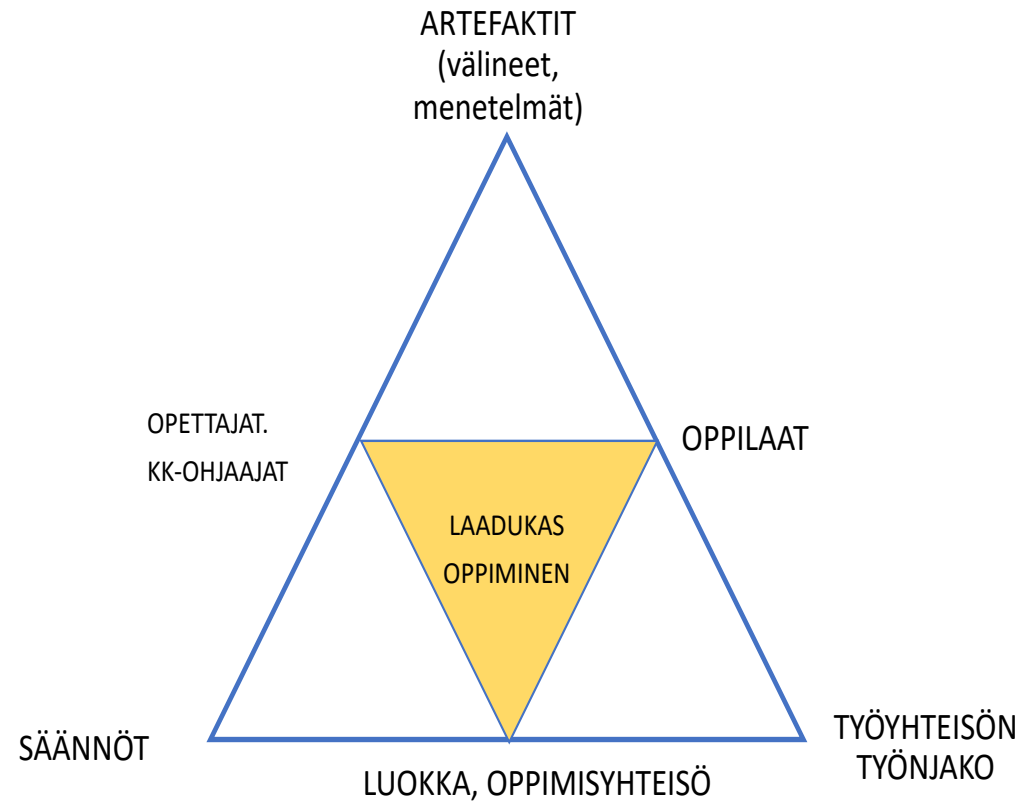 ARTEFAKTIT
(välineet,
menetelmät)
OPETTAJAT.
KK-OHJAAJAT
OPPILAAT
LAADUKAS
OPPIMINEN
SÄÄNNÖT
LUOKKA, OPPIMISYHTEISÖ
TYÖYHTEISÖN
TYÖNJAKO